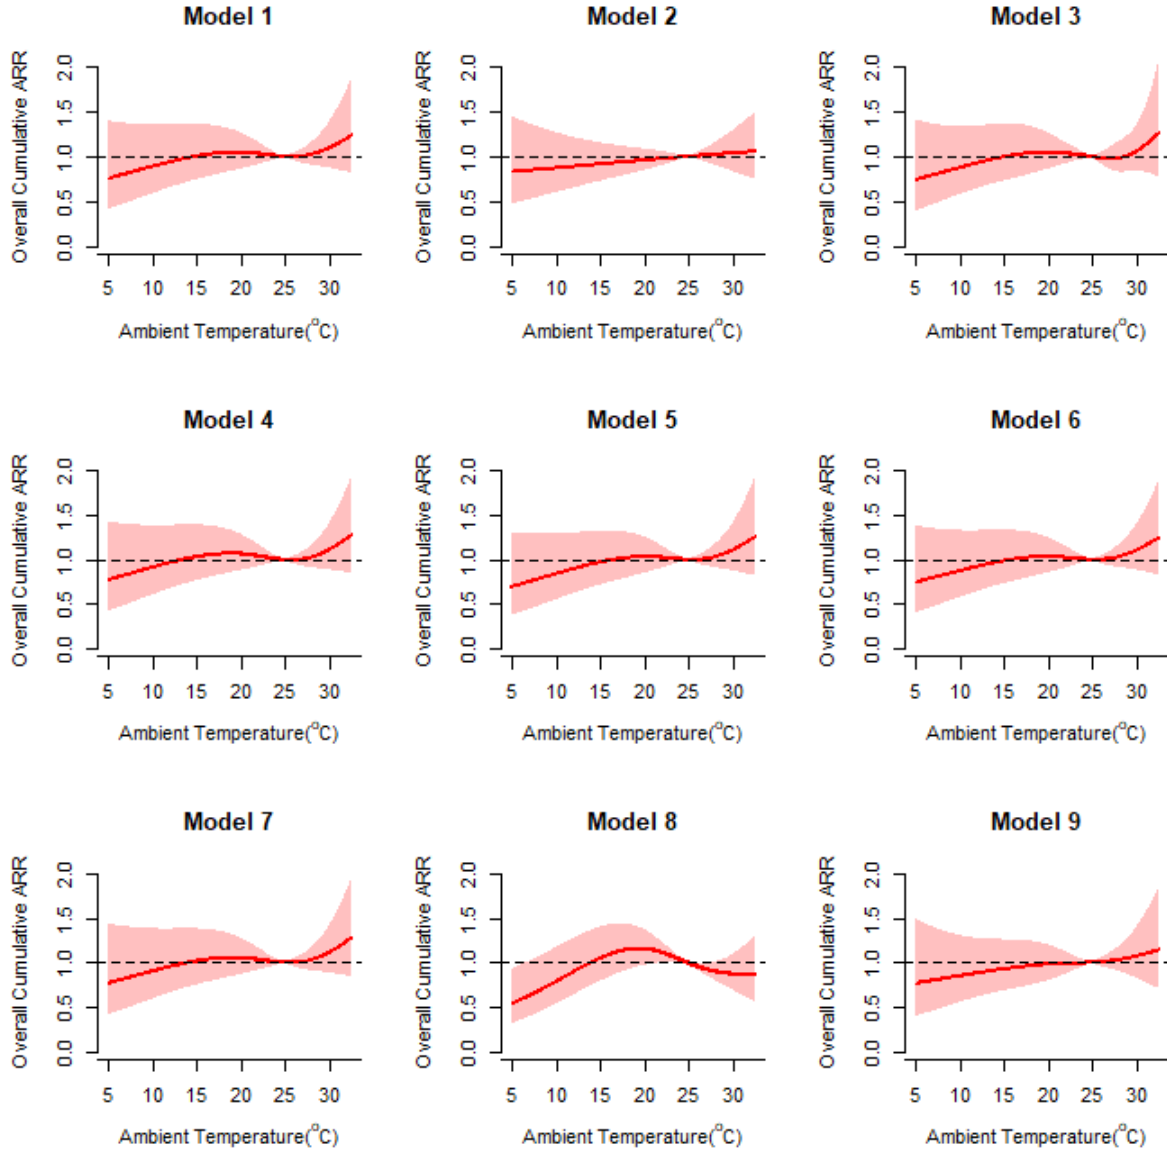 Model 1
Overall Cumulative ARR
2.0
1.5
1.0
0.5
0.0
5 10 15 20 25 30
Ambient Temperature(°C)
Model 2
Overall Cumulative ARR
2.0
1.5
1.0
0.5
0.0
5 10 15 20 25 30
Ambient Temperature(°C)
Model 3
Overall Cumulative ARR
2.0
1.5
1.0
0.5
0.0
5 10 15 20 25 30
Ambient Temperature(°C)
Model 4
Overall Cumulative ARR
2.0
1.5
1.0
0.5
0.0
5 10 15 20 25 30
Ambient Temperature(°C)
Model 5
Overall Cumulative ARR
2.0
1.5
1.0
0.5
0.0
5 10 15 20 25 30
Ambient Temperature(°C)
Model 6
Overall Cumulative ARR
2.0
1.5
1.0
0.5
0.0
5 10 15 20 25 30
Ambient Temperature(°C)
Model 7
Overall Cumulative ARR
2.0
1.5
1.0
0.5
0.0
5 10 15 20 25 30
Ambient Temperature(°C)
Model 8
Overall Cumulative ARR
2.0
1.5
1.0
0.5
0.0
5 10 15 20 25 30
Ambient Temperature(°C)
Model 9
Overall Cumulative ARR
2.0
1.5
1.0
0.5
0.0
5 10 15 20 25 30
Ambient Temperature(°C)